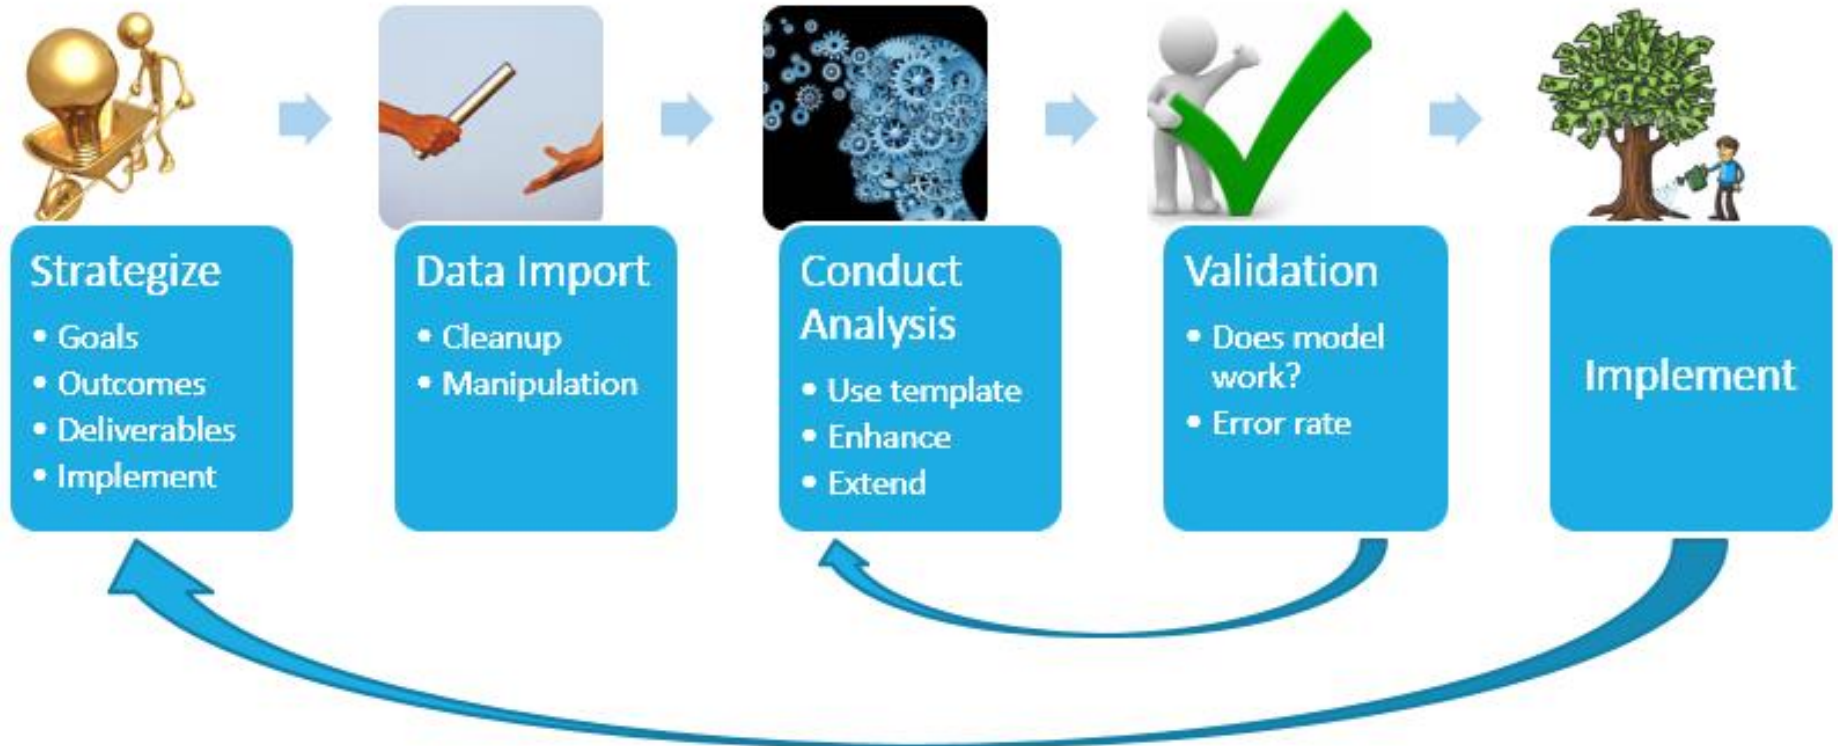 Strategize
• Goals
• Outcomes
• Deliverables
• Implement
Data Import
• Cleanup
• Manipulation
Conduct
Analysis
• Use template
• Enhance
• Extend
Validation
• Does model
work?
• Error rate
Implement